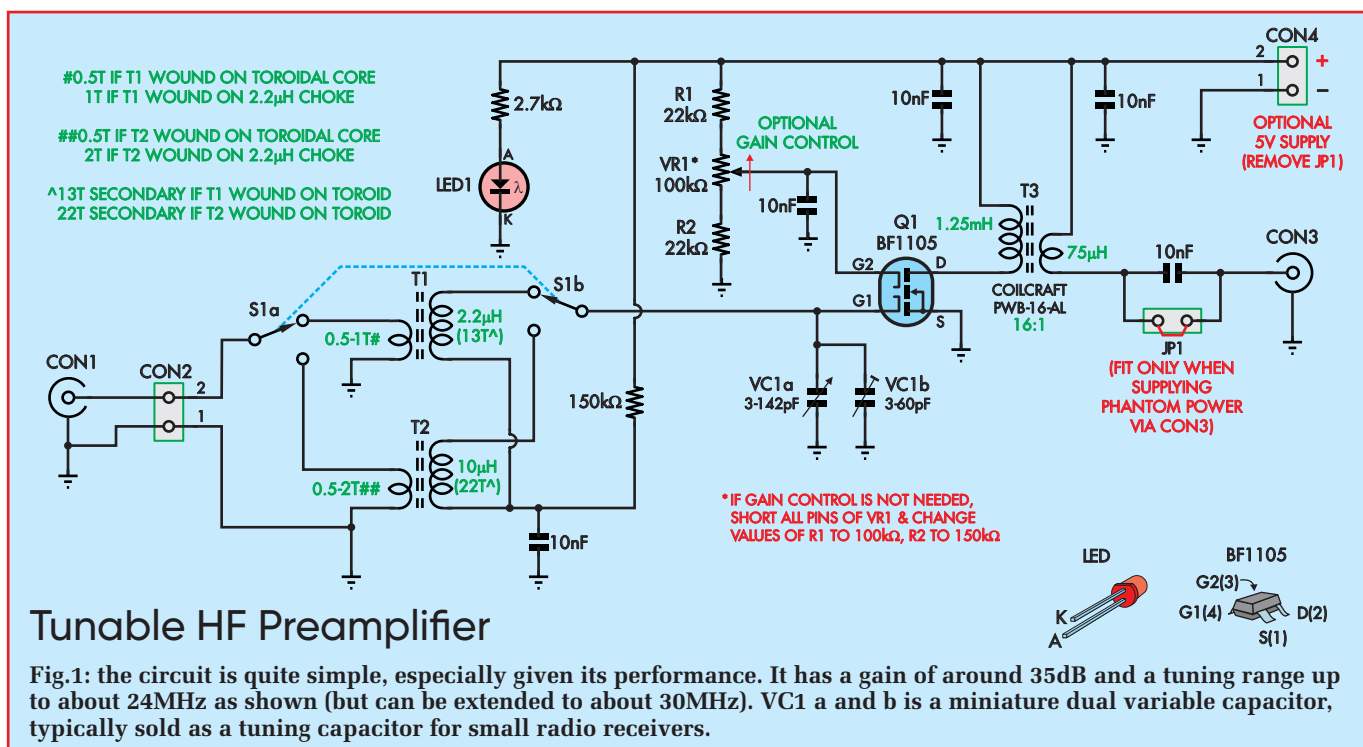 #0.5T IF T1 WOUND ON TOROIDAL CORE
1T IF T1 WOUND ON 2.2µH CHOKE
##0.5T IF T2 WOUND ON TOROIDAL CORE
2T IF T2 WOUND ON 2.2µH CHOKE
^13T SECONDARY IF T1 WOUND ON TOROID
22T SECONDARY IF T2 WOUND ON TOROID
2.7kΩ
A
LED1
λ
K
R1
22kΩ
VR1*
100kΩ
R2
22kΩ
OPTIONAL
GAIN CONTROL
10nF
10nF
10nF
CON4
2
+
1
–
OPTIONAL
5V SUPPLY
(REMOVE JP1)
Q1
BF1105
G2
D
G1
S
T3
1.25mH
75µH
COILCRAFT
PWB-16-AL
16:1
10nF
CON3
JP1
(FIT ONLY WHEN
SUPPLYING
PHANTOM POWER
VIA CON3)
S1a
S1b
T1
0.5-1T#
2.2µH
(13T^)
CON1
CON2
2
1
T2
0.5-2T##
10µH
(22T^)
150kΩ
10nF
VC1a
3-142pF
VC1b
3-60pF
*IF GAIN CONTROL IS NOT NEEDED,
SHORT ALL PINS OF VR1 & CHANGE
VALUES OF R1 TO 100kΩ, R2 TO 150kΩ
LED
K
A
BF1105
G2(3)
G1(4)
D(2)
S(1)
Tunable HF Preamplifier
Fig.1: the circuit is quite simple, especially given its performance. It has a gain of around 35dB and a tuning range up
to about 24MHz as shown (but can be extended to about 30MHz). VC1 a and b is a miniature dual variable capacitor,
typically sold as a tuning capacitor for small radio receivers.